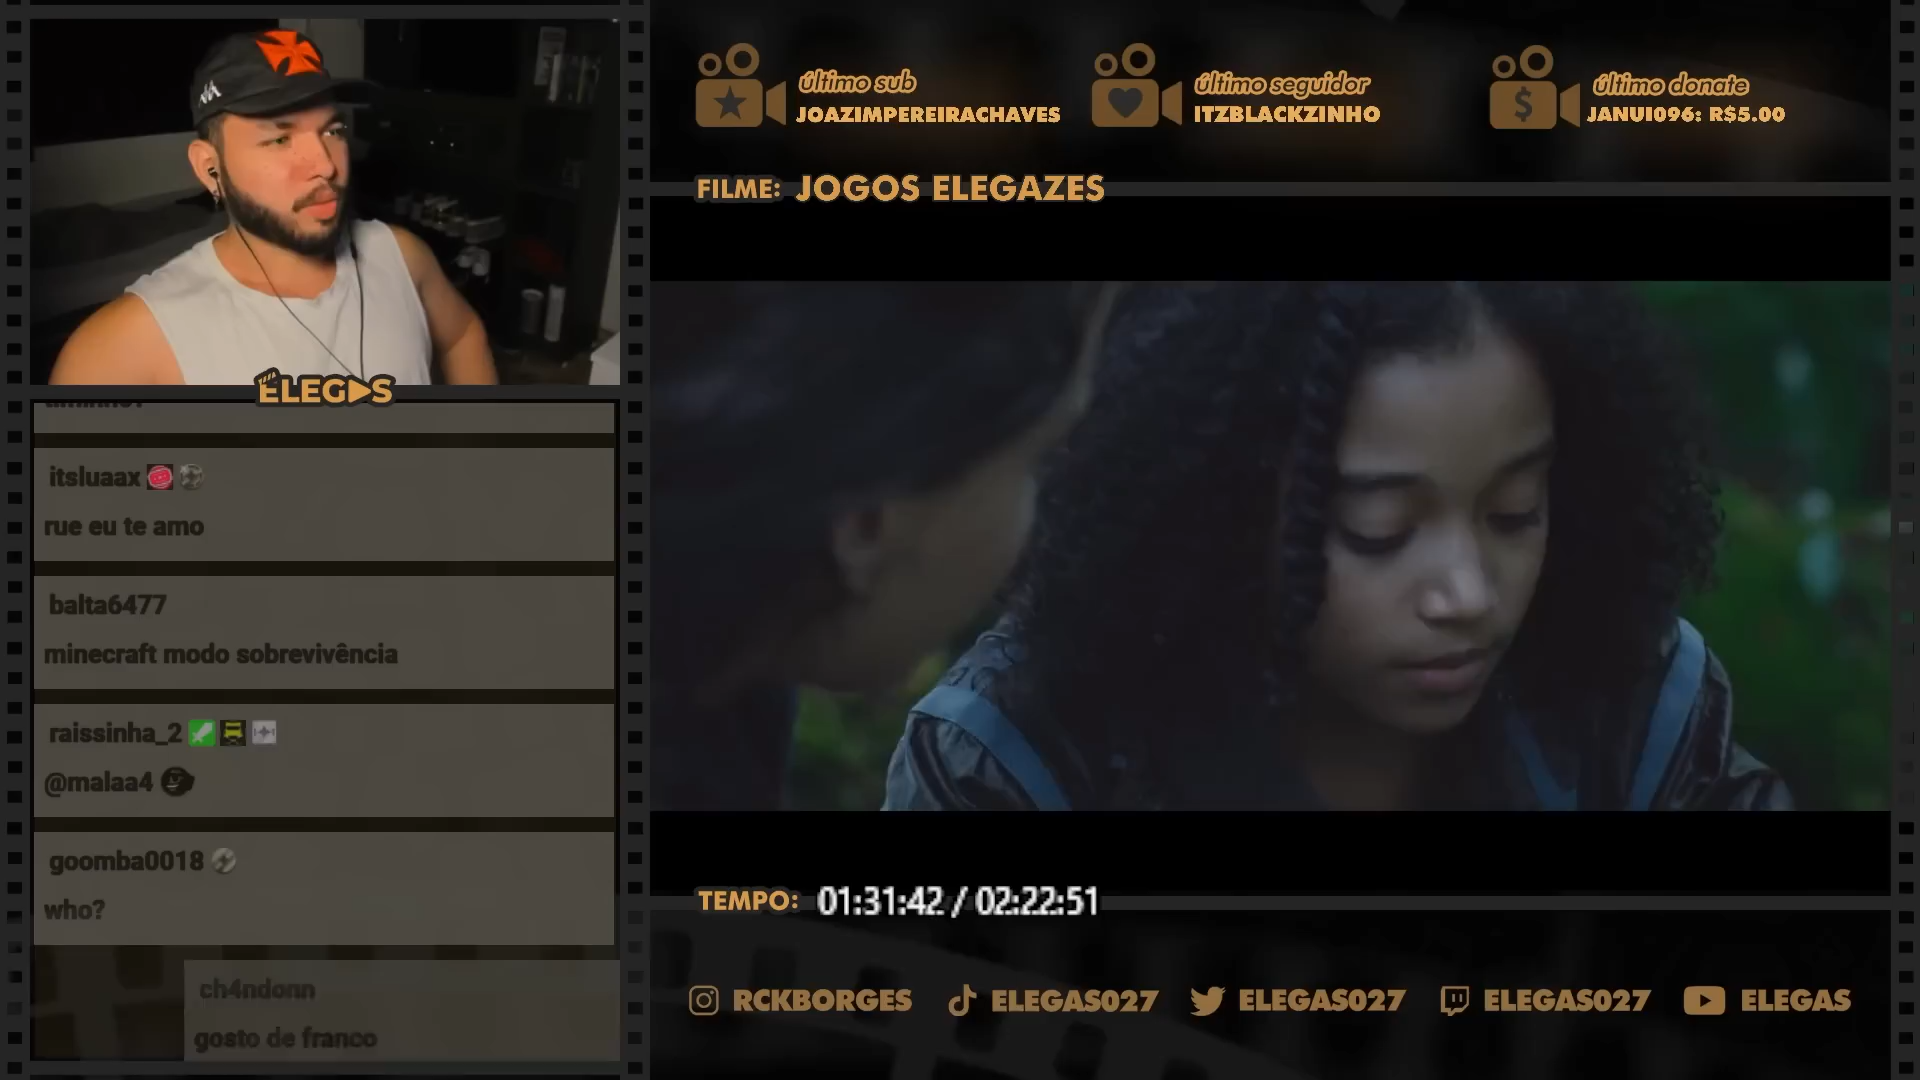 último sub
JOAZIMPEREIRACHAVES
último seguidor
ITZBLACKZINHO
último donate
JANUI096: R$5.00
FILME: JOGOS ELEGAZES
ELEGAS
itsluaax
rue eu te amo
balta6477
minecraft modo sobrevivência
raissinha_2
@malaa4
goomba0018
who?
ch4ndonn
gosto de franco
TEMPO: 01:31:42 / 02:22:51
RCKBORGES
ELEGAS027
ELEGAS027
ELEGAS027
ELEGAS